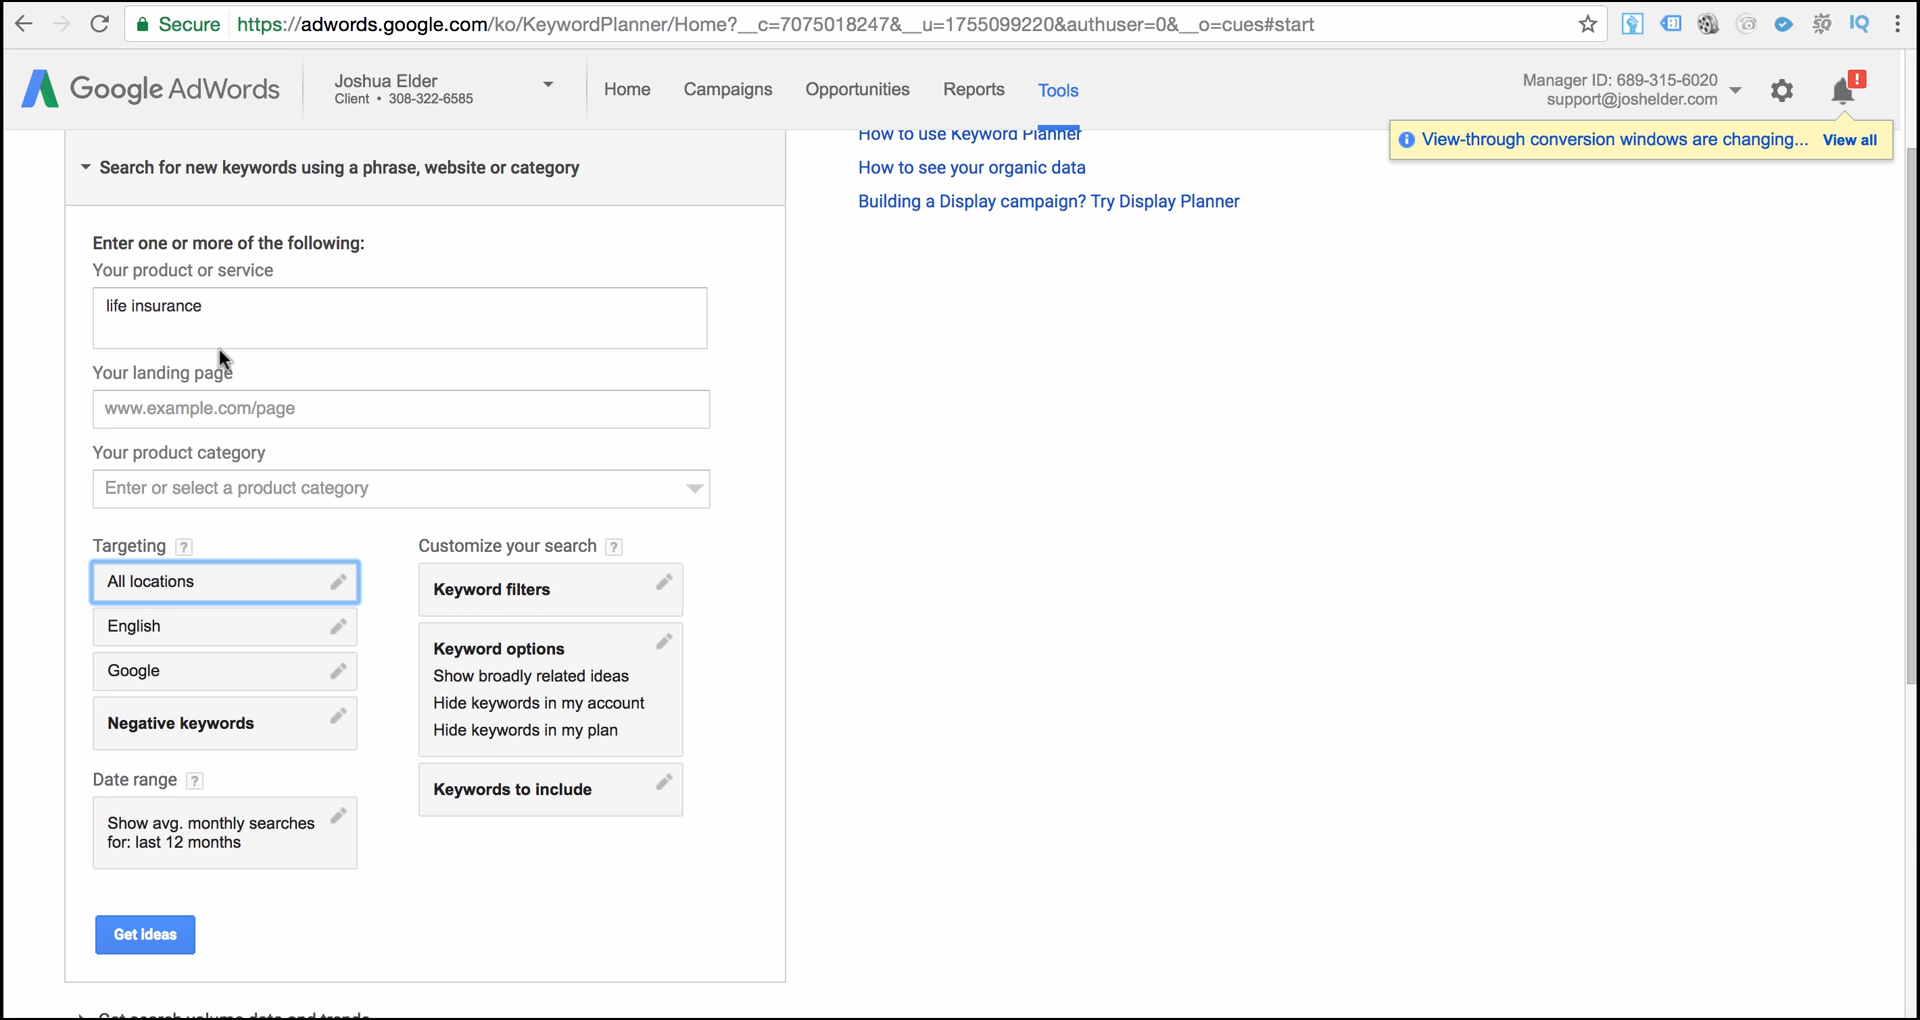 Secure https://adwords.google.com/ko/KeywordPlanner/Home?__c=7075018247&__u=1755099220&authuser=0&__o=cues#start
IQ
Google AdWords
Joshua Elder
Client • 308-322-6585
Home Campaigns Opportunities Reports Tools
Manager ID: 689-315-6020
support@joshelder.com
!
View-through conversion windows are changing... View all
How to use Keyword Planner
How to see your organic data
Building a Display campaign? Try Display Planner
Search for new keywords using a phrase, website or category
Enter one or more of the following:
Your product or service
life insurance
Your landing page
www.example.com/page
Your product category
Enter or select a product category
Targeting ?
All locations
English
Google
Negative keywords
Date range ?
Show avg. monthly searches
for: last 12 months
Customize your search ?
Keyword filters
Keyword options
Show broadly related ideas
Hide keywords in my account
Hide keywords in my plan
Keywords to include
Get ideas
Get search volume data and trends